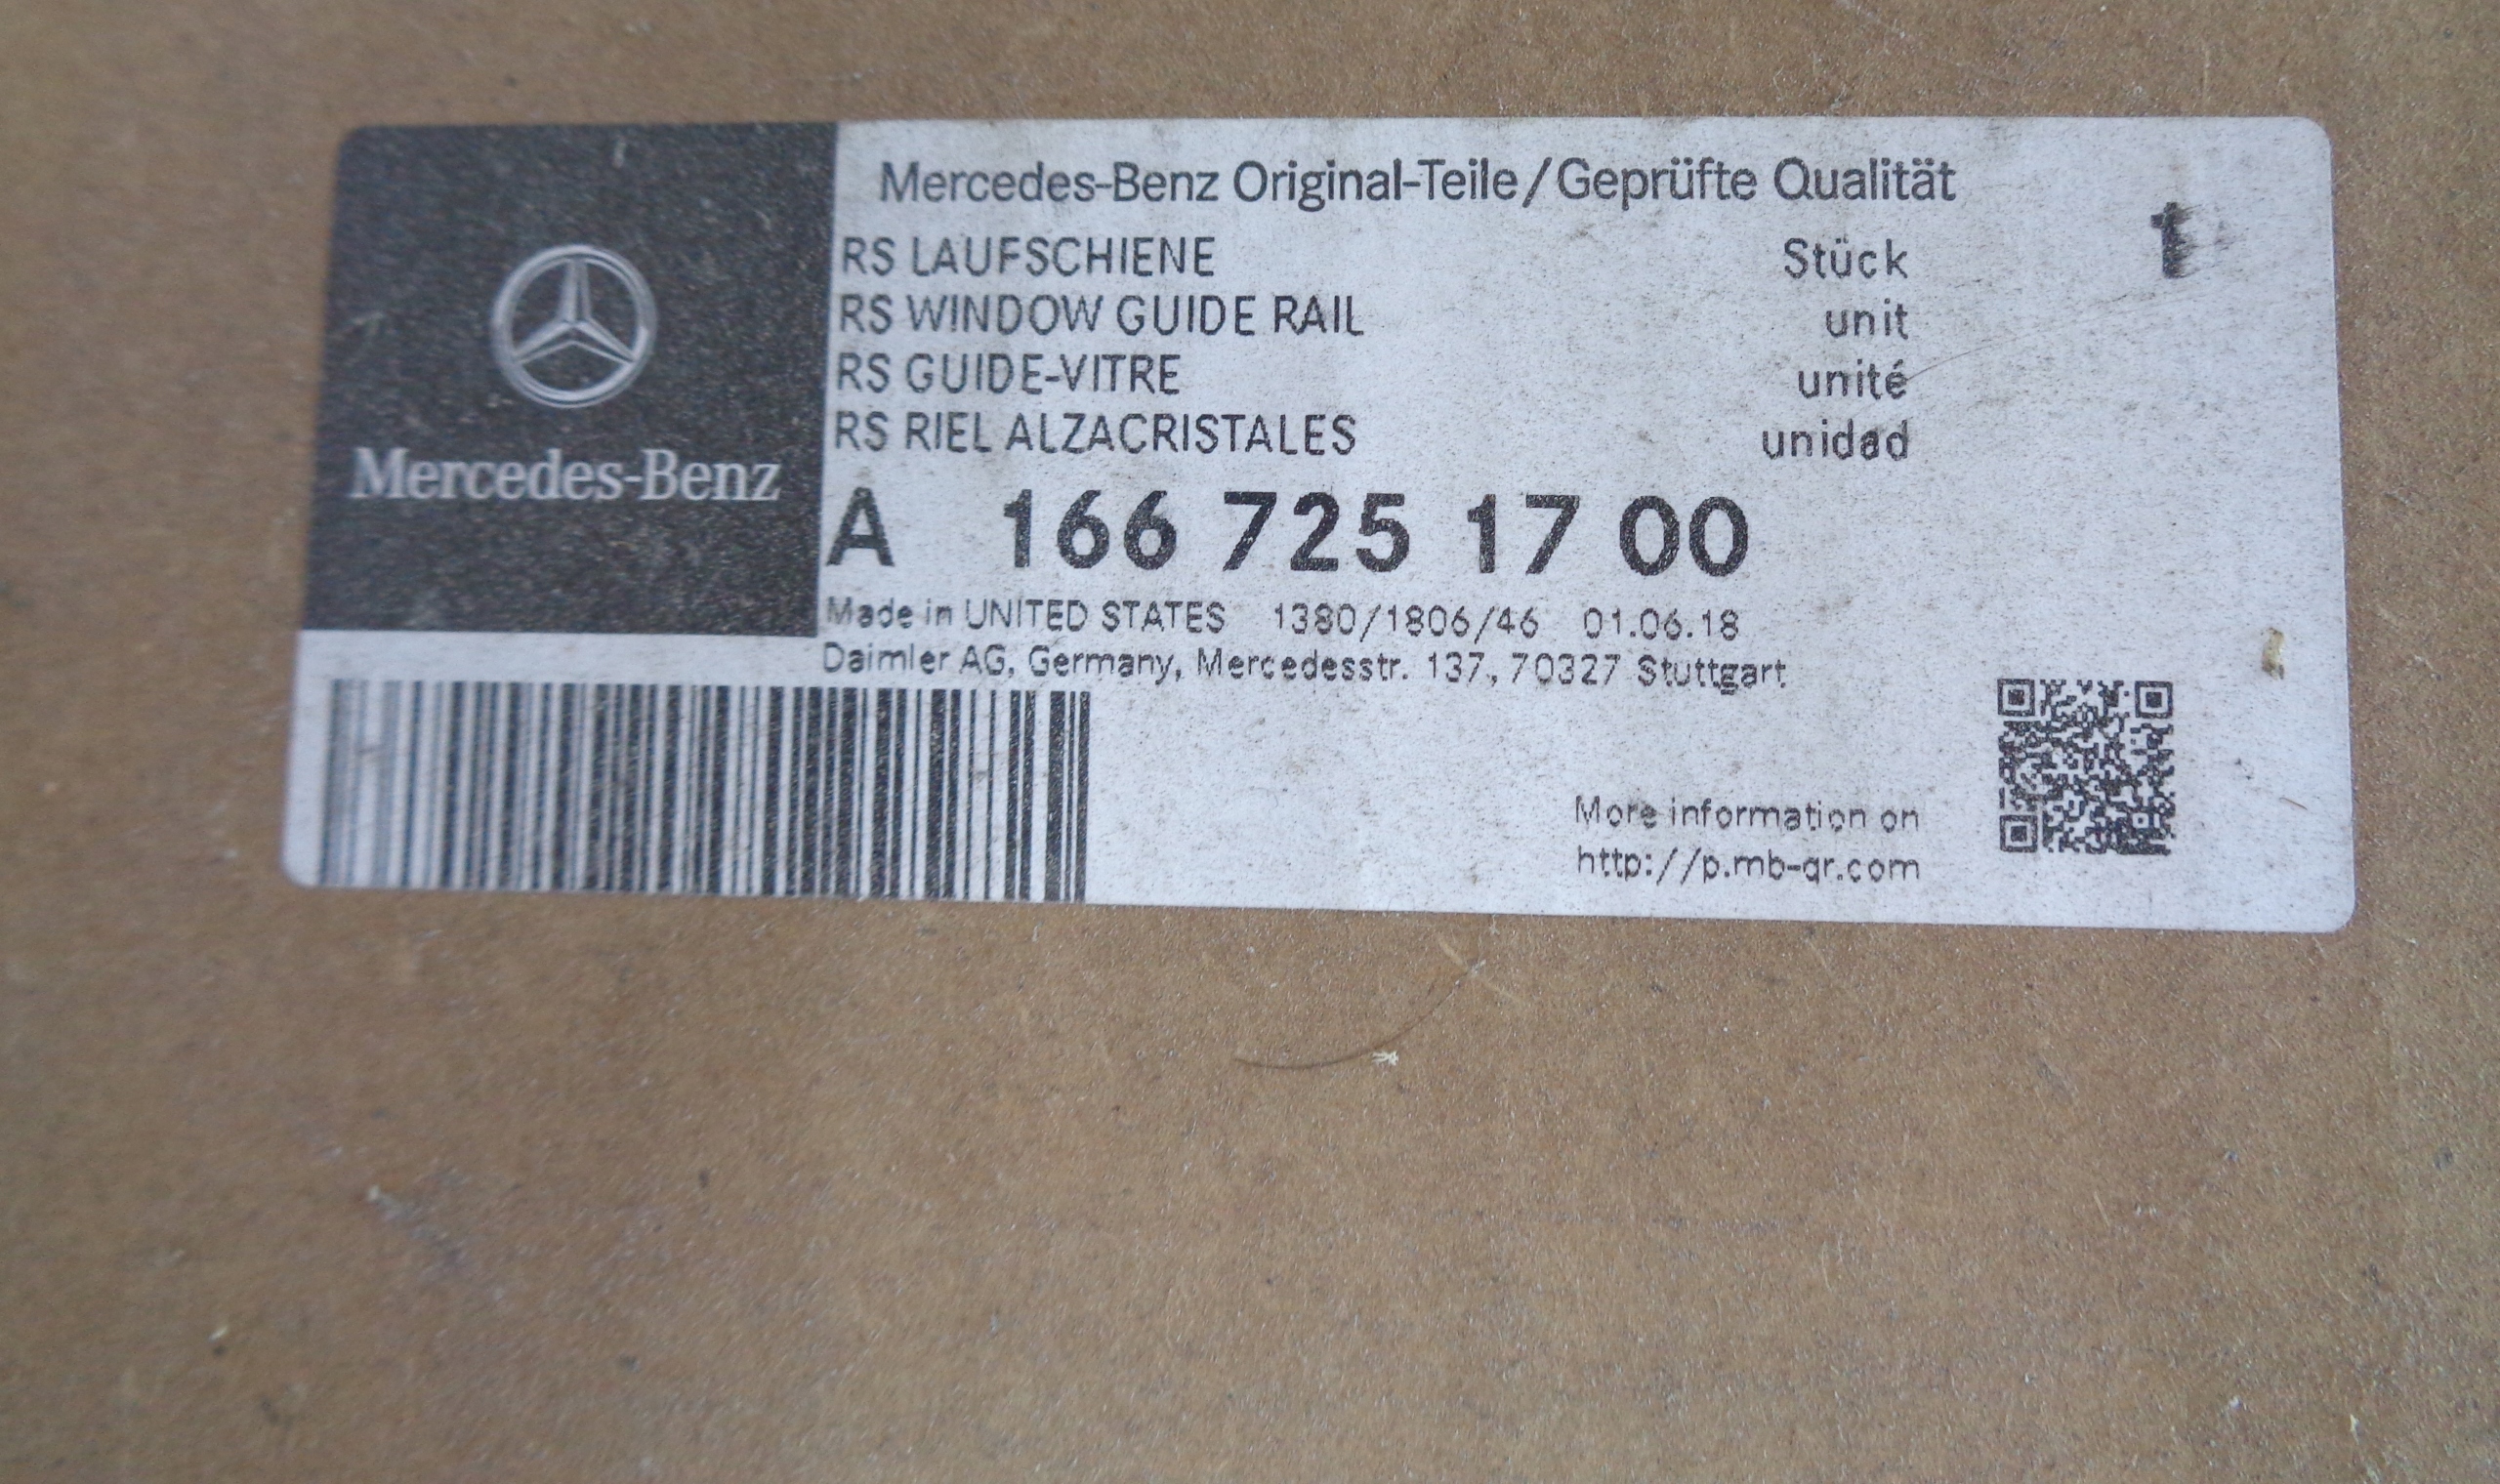 Mercedes-Benz
Mercedes-Benz Original-Teile/Geprüfte Qualität
RS LAUFSCHIENE Stück 1
RS WINDOW GUIDE RAIL unit
RS GUIDE-VITRE unité
RS RIEL ALZACRISTALES unidad
A 166 725 17 00
Made in UNITED STATES 1380/1806/46 01.06.18
Daimler AG, Germany, Mercedesstr. 137, 70327 Stuttgart
More information on
http://p.mb-qr.com